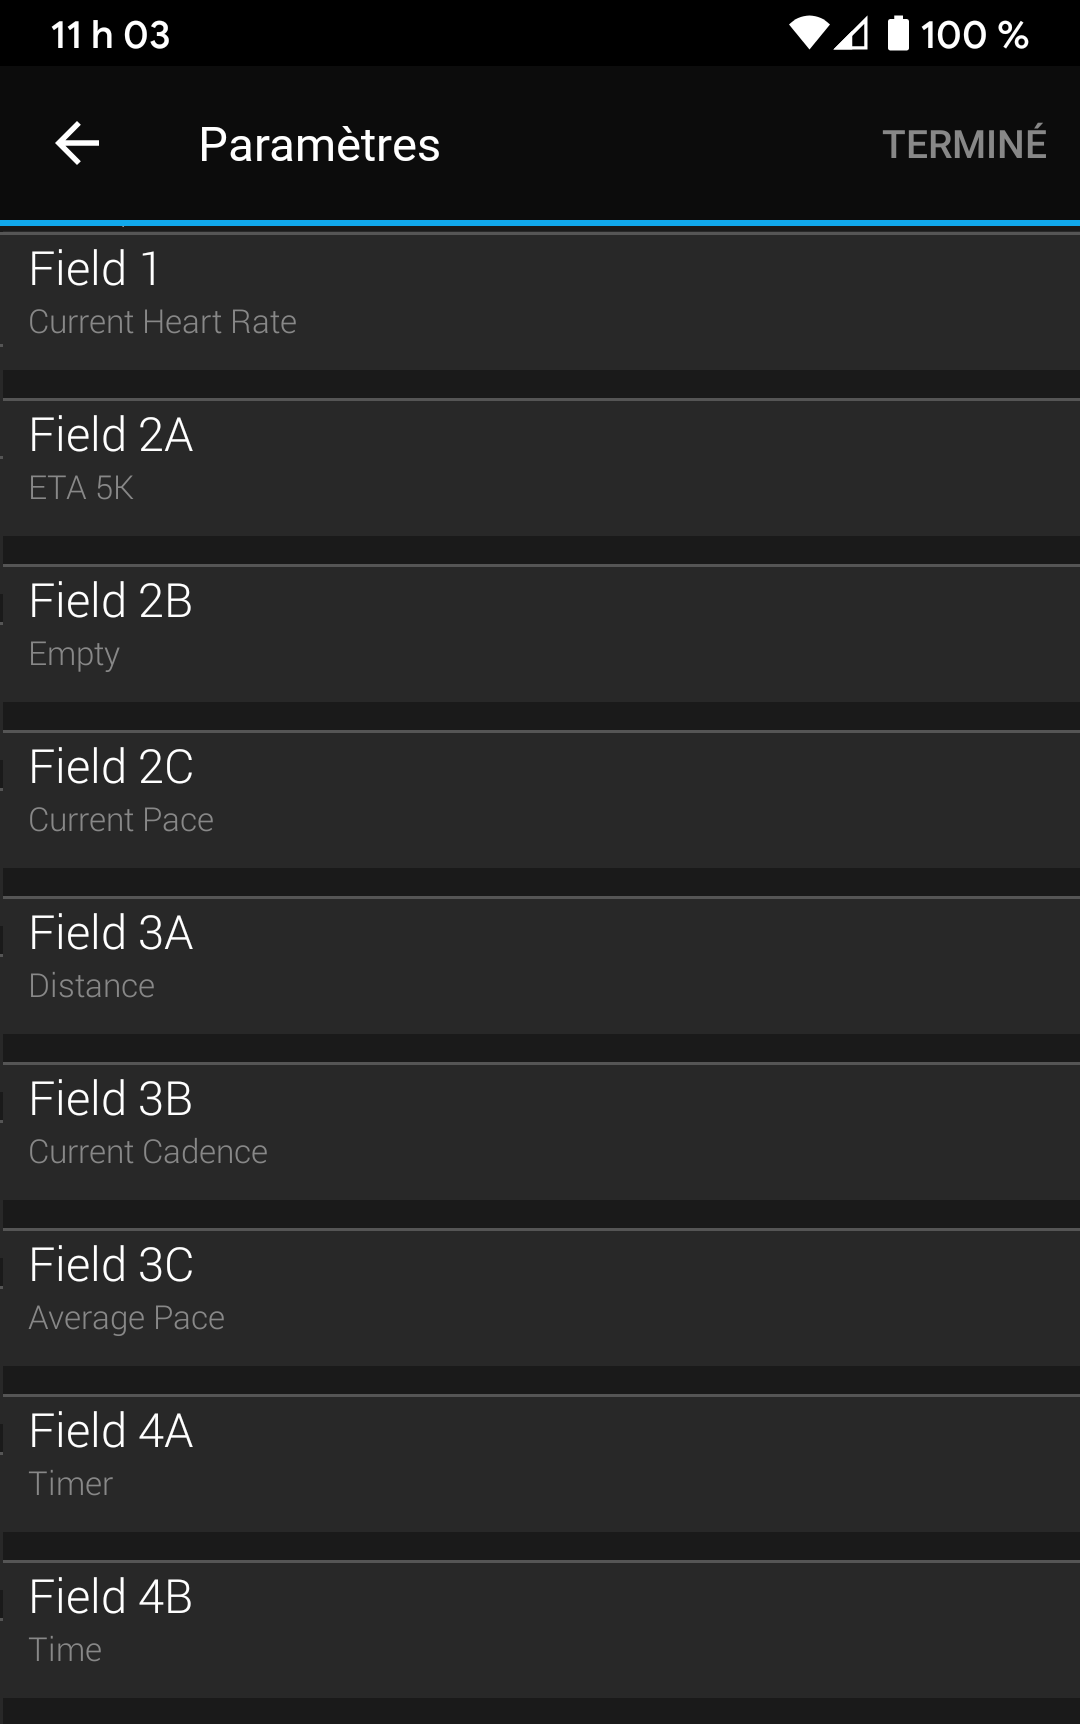 11 h 03
100 %
Paramètres
TERMINÉ
Field 1
Current Heart Rate
Field 2A
ETA 5K
Field 2B
Empty
Field 2C
Current Pace
Field 3A
Distance
Field 3B
Current Cadence
Field 3C
Average Pace
Field 4A
Timer
Field 4B
Time